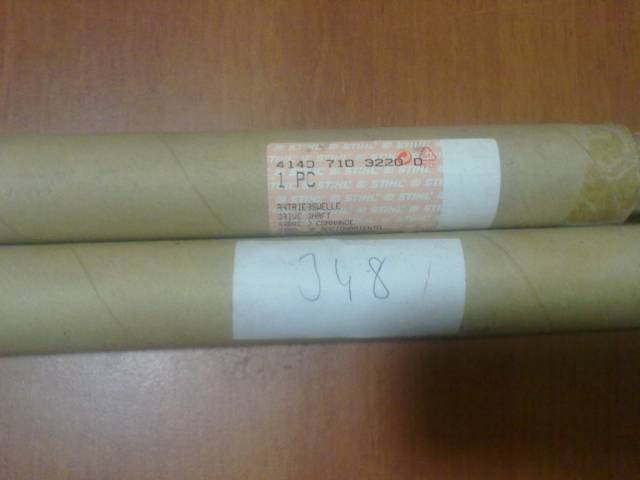 4140 710 3220 D
1 PC
ANTRIEBSWELLE
DRIVE SHAFT
348